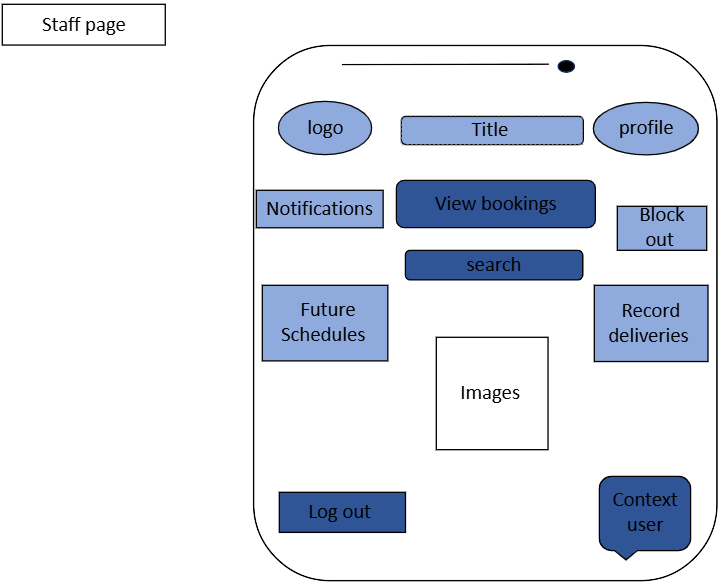 Staff page
logo
Title
profile
Notifications
View bookings
Block
out
search
Future
Schedules
Record
deliveries
Images
Log out
Context
user